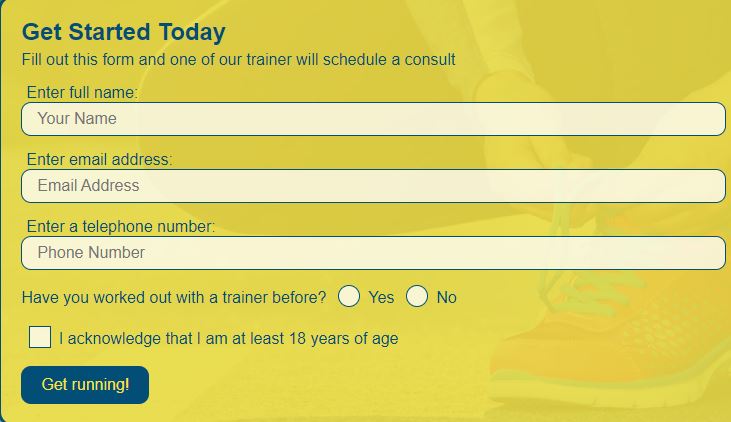 Get Started Today
Fill out this form and one of our trainer will schedule a consult
Enter full name:
Your Name
Enter email address:
Email Address
Enter a telephone number:
Phone Number
Have you worked out with a trainer before? Yes No
I acknowledge that I am at least 18 years of age
Get running!